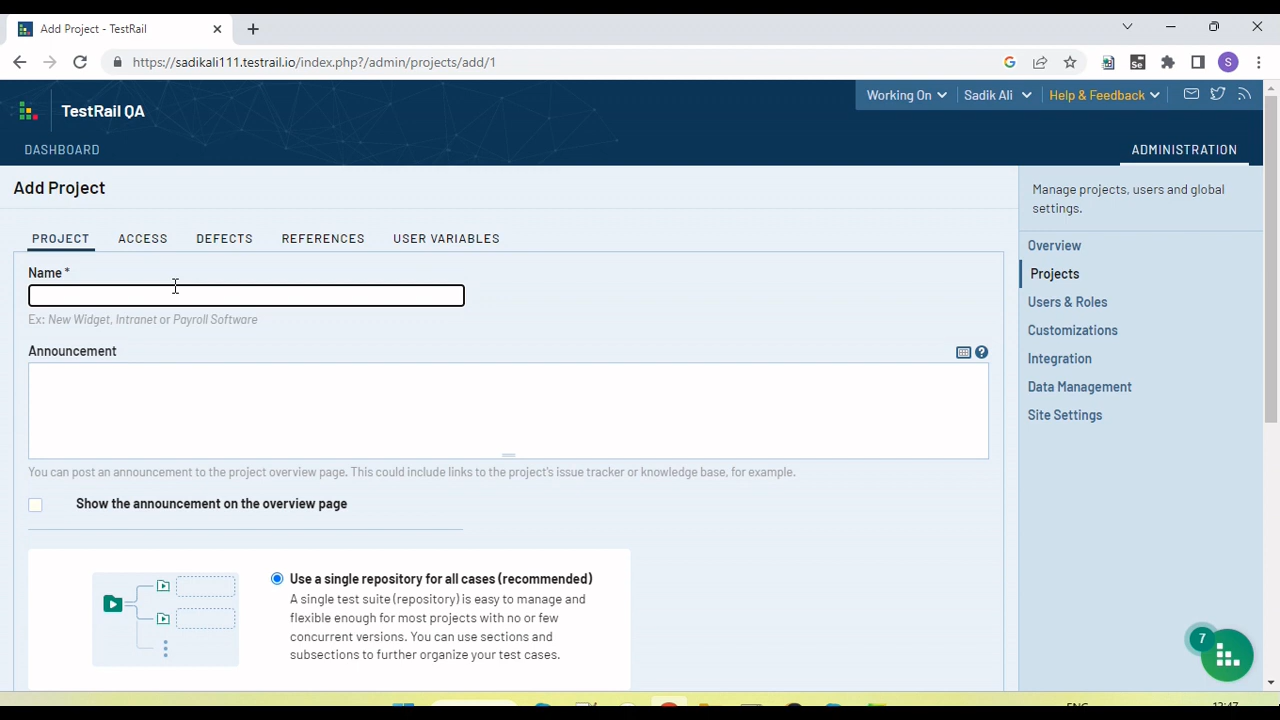 Add Project - TestRail
https://sadikali111.testrail.io/index.php?/admin/projects/add/1
S
Working On
Sadik Ali
Help & Feedback
TestRail QA
DASHBOARD
ADMINISTRATION
Add Project
Manage projects, users and global
settings.
PROJECT
ACCESS
DEFECTS
REFERENCES
USER VARIABLES
Overview
Projects
Users & Roles
Customizations
Integration
Data Management
Site Settings
Name *
Ex: New Widget, Intranet or Payroll Software
Announcement
You can post an announcement to the project overview page. This could include links to the project's issue tracker or knowledge base, for example.
Show the announcement on the overview page
Use a single repository for all cases (recommended)
A single test suite (repository) is easy to manage and
flexible enough for most projects with no or few
concurrent versions. You can use sections and
subsections to further organize your test cases.
7